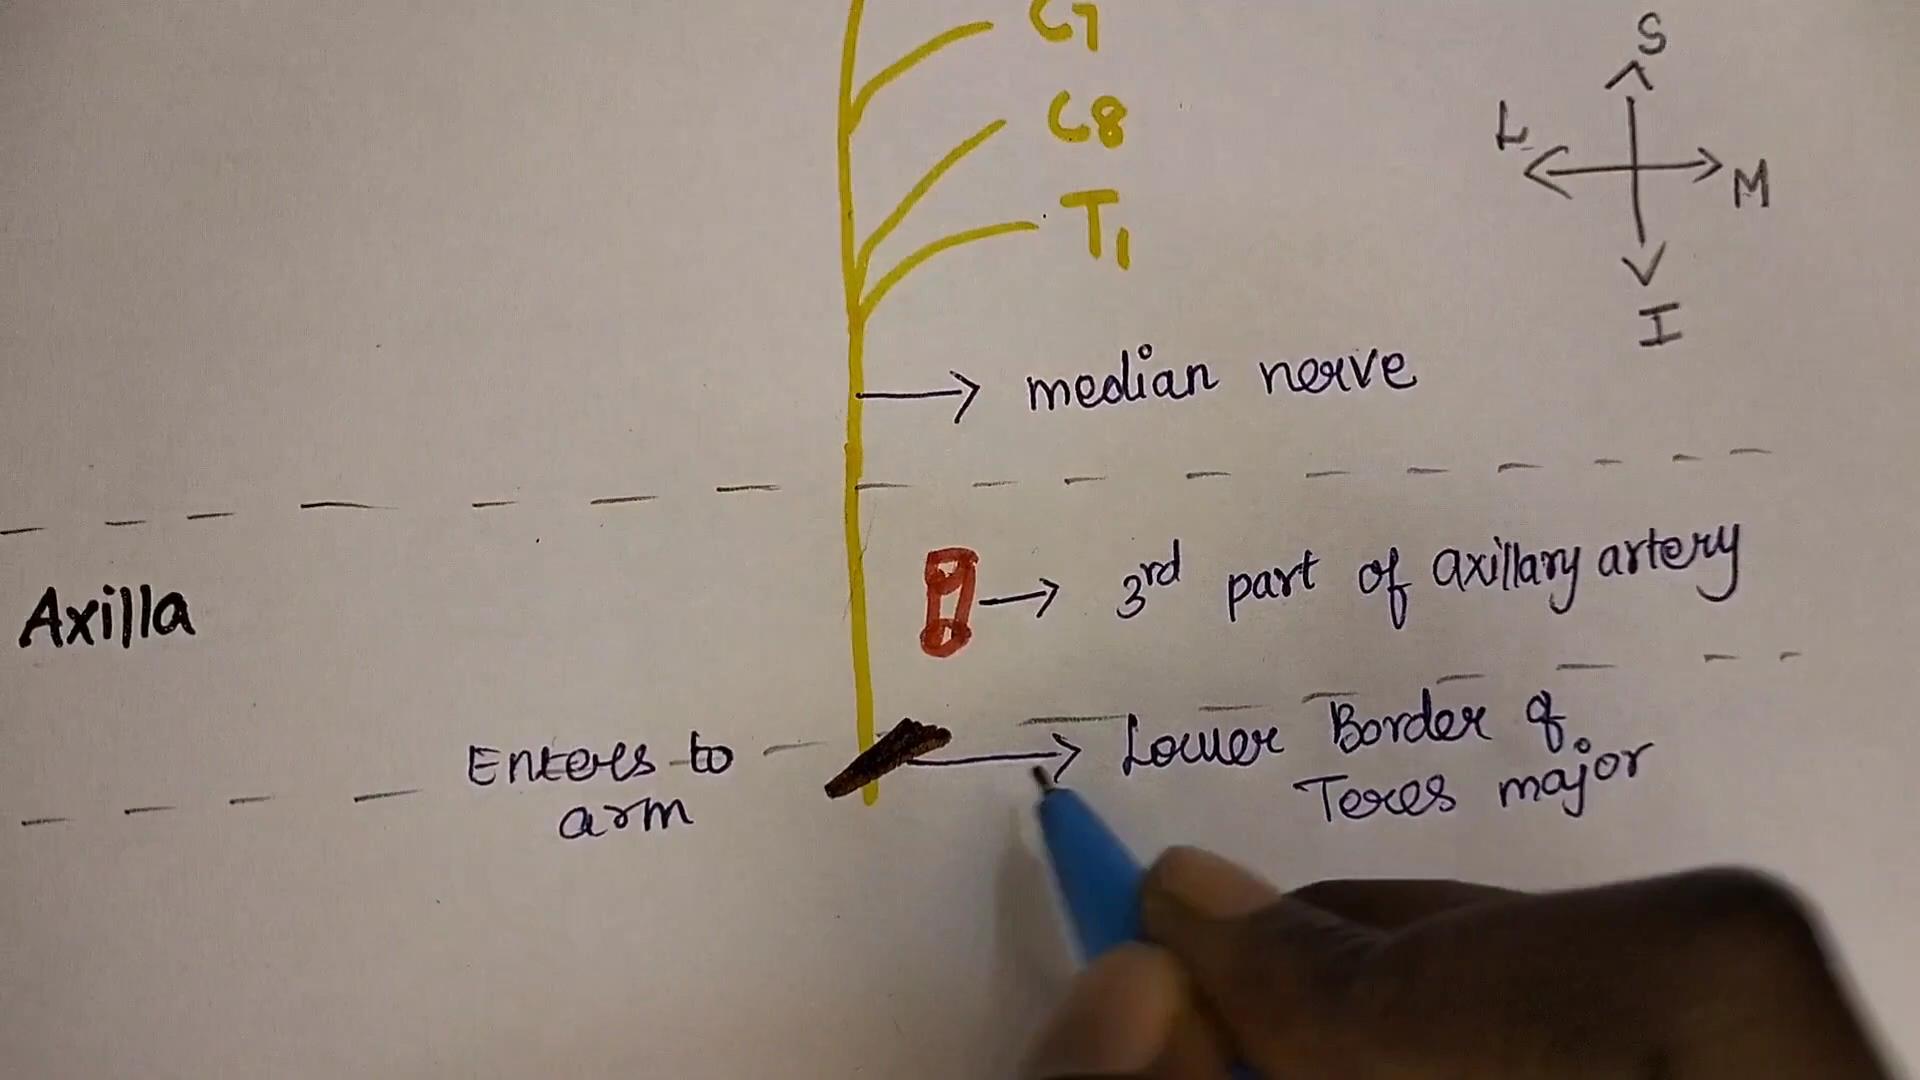 C7
S
C8
L
M
T1
I
median nerve
3rd part of axillary artery
Axilla
Lower Border of
Teres major
Enters to
arm